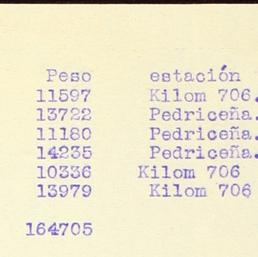 Peso estación
11597 Kilom 706.
13722 Pedriceña.
11180 Pedriceña.
14235 Pedriceña.
10336 Kilom 706
13979 Kilom 706
164705